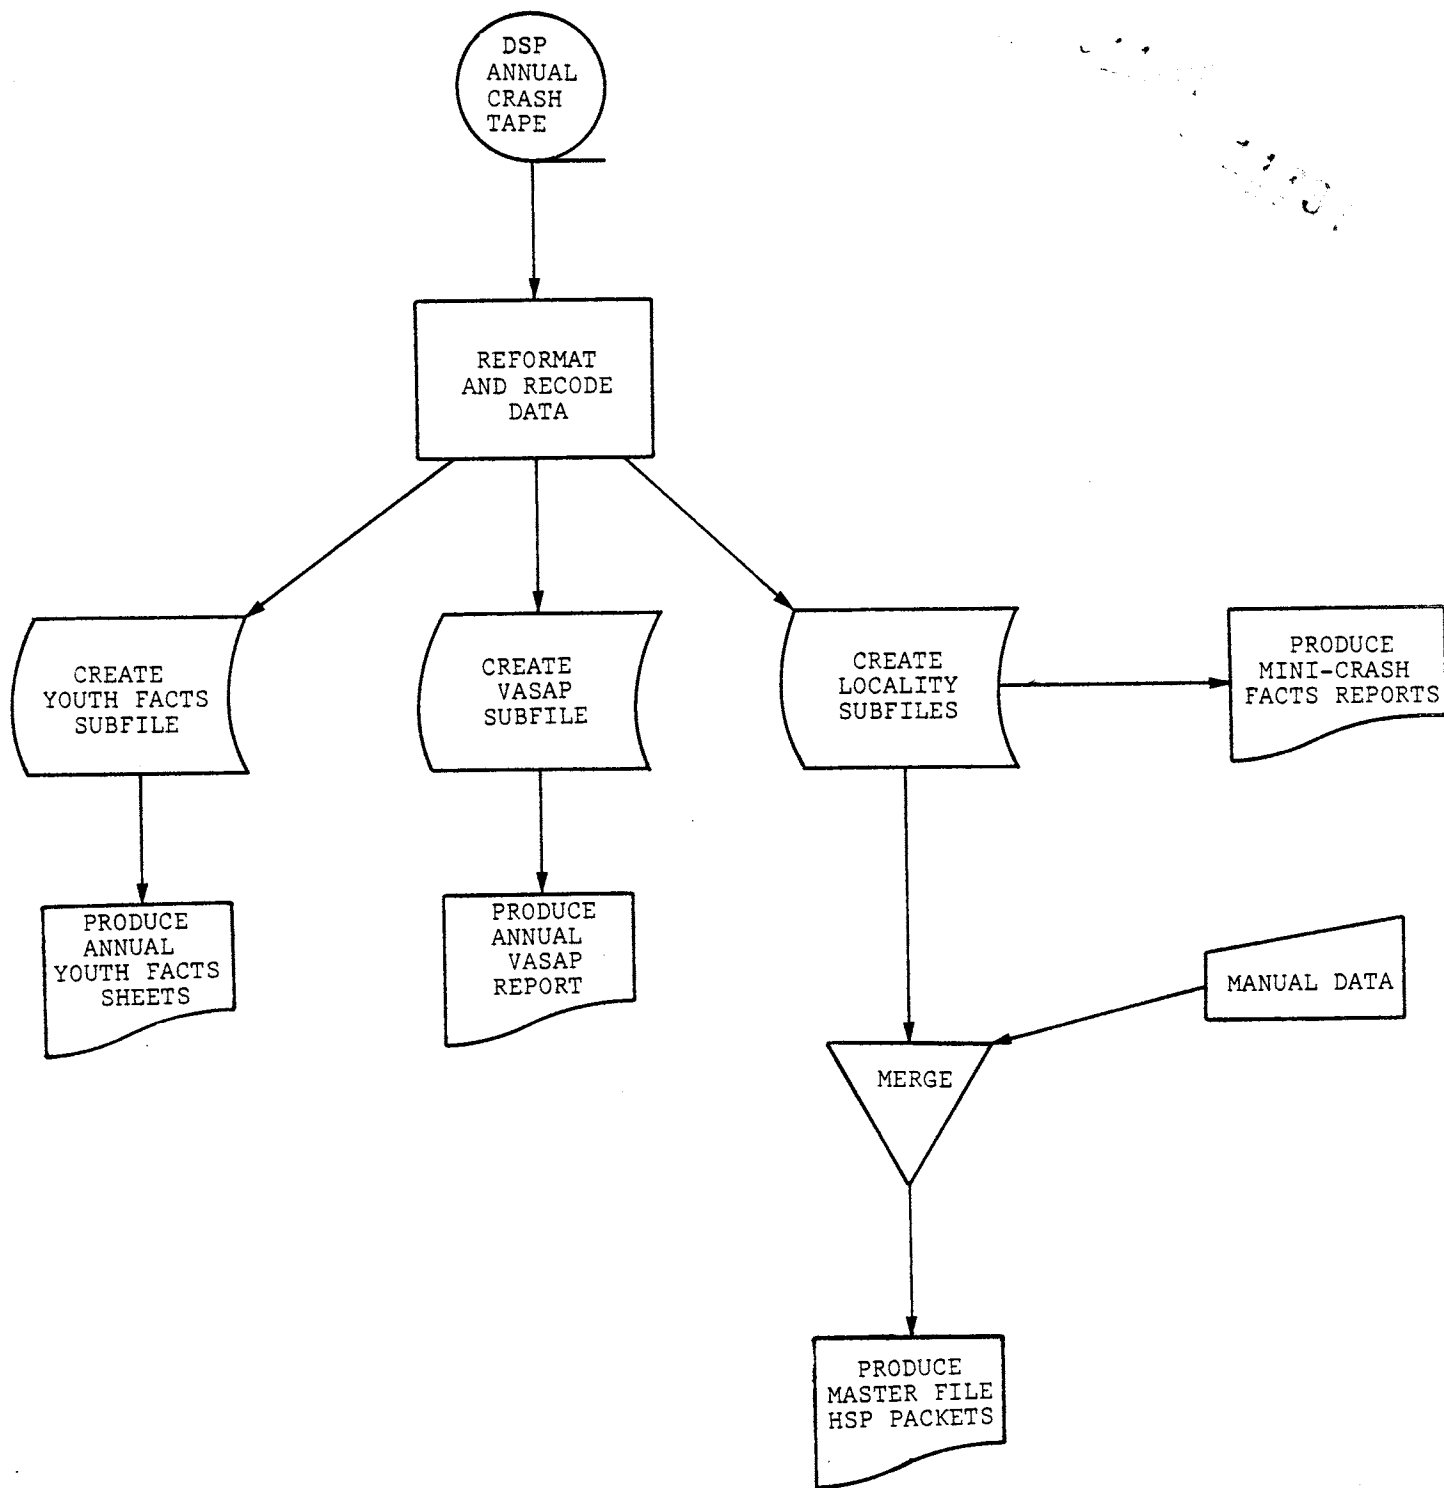 DSP
ANNUAL
CRASH
TAPE
REFORMAT
AND RECODE
DATA
CREATE
YOUTH FACTS
SUBFILE
CREATE
VASAP
SUBFILE
CREATE
LOCALITY
SUBFILES
PRODUCE
MINI-CRASH
FACTS REPORTS
PRODUCE
ANNUAL
YOUTH FACTS
SHEETS
PRODUCE
ANNUAL
VASAP
REPORT
MANUAL DATA
MERGE
PRODUCE
MASTER FILE
HSP PACKETS